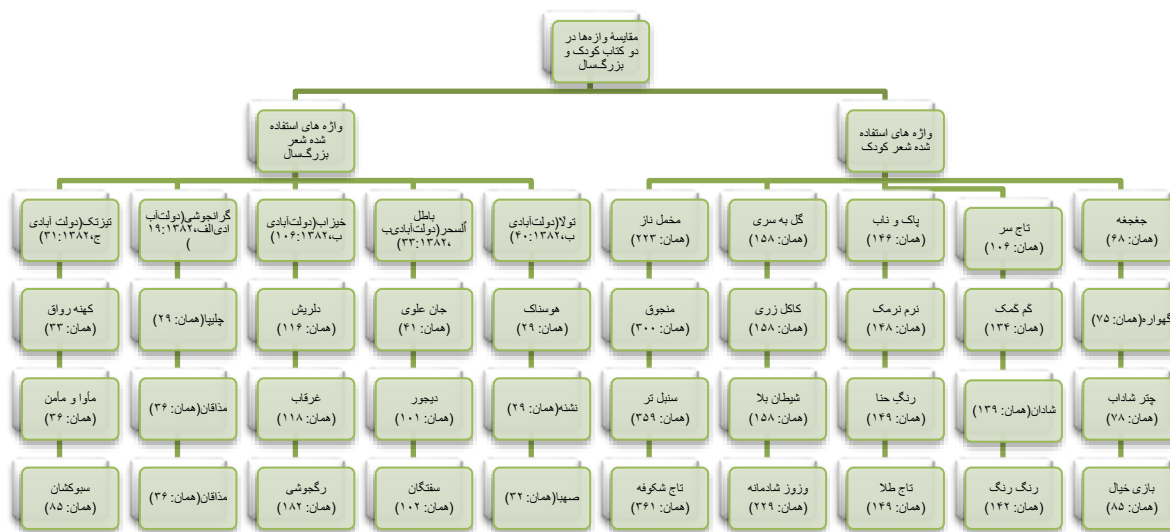 مقایسۀ واژه‌ها در
دو کتاب کودک و
بزرگ‌سال
واژه های استفاده
شده شعر کودک
واژه های استفاده
شده شعر
بزرگ‌سال
جغجغه
(همان: ۶۸)
گهواره(همان: ۷۵)
چتر شاداب
(همان: ۷۸)
بازی خیال
(همان: ۸۵)
تاج سر
(همان: ۱۰۶)
گم گمک
(همان: ۱۳۴)
شادان(همان: ۱۳۹)
رنگ رنگ
(همان: ۱۴۲)
پاک و ناب
(همان: ۱۴۶)
نرم نرمک
(همان: ۱۴۸)
رنگِ حنا
(همان: ۱۴۹)
تاج طلا
(همان: ۱۴۹)
گل به سری
(همان: ۱۵۸)
کاکل زری
(همان: ۱۵۸)
شیطان بلا
(همان: ۱۵۸)
وزوز شادمانه
(همان: ۲۲۹)
مخمل ناز
(همان: ۲۲۳)
منجوق
(همان: ۳۰۰)
سنبل تر
(همان: ۳۵۹)
تاج شکوفه
(همان: ۳۶۱)
تولا(دولت‌آبادی
ب،۱۳۸۲: ۴۰)
هوسناک
(همان: ۲۹)
نشئه(همان: ۲۹)
صهبا(همان: ۳۲)
باطل
السحر(دولت‌آبادی‌ب
،۱۳۸۲: ۳۳)
جان علوی
(همان: ۴۱)
دیجور
(همان: ۱۰۱)
سفتگان
(همان: ۱۰۲)
خیزاب(دولت‌آبادی
ب،۱۳۸۲: ۱۰۶)
دلریش
(همان: ۱۱۶)
غرقاب
(همان: ۱۱۸)
رگجوشی
(همان: ۱۸۲)
گرانجوشی(دولت‌آب
ادی‌الف،۱۳۸۲: ۱۹
)
چلیپا(همان: ۲۹)
مذاقان(همان: ۳۶)
مذاقان(همان: ۳۶)
تیزتک(دولت آبادی
ج،۱۳۸۲: ۳۱)
کهنه رواق
(همان: ۳۳)
مأوا و مأمن
(همان: ۳۶)
سبوکشان
(همان: ۸۵)